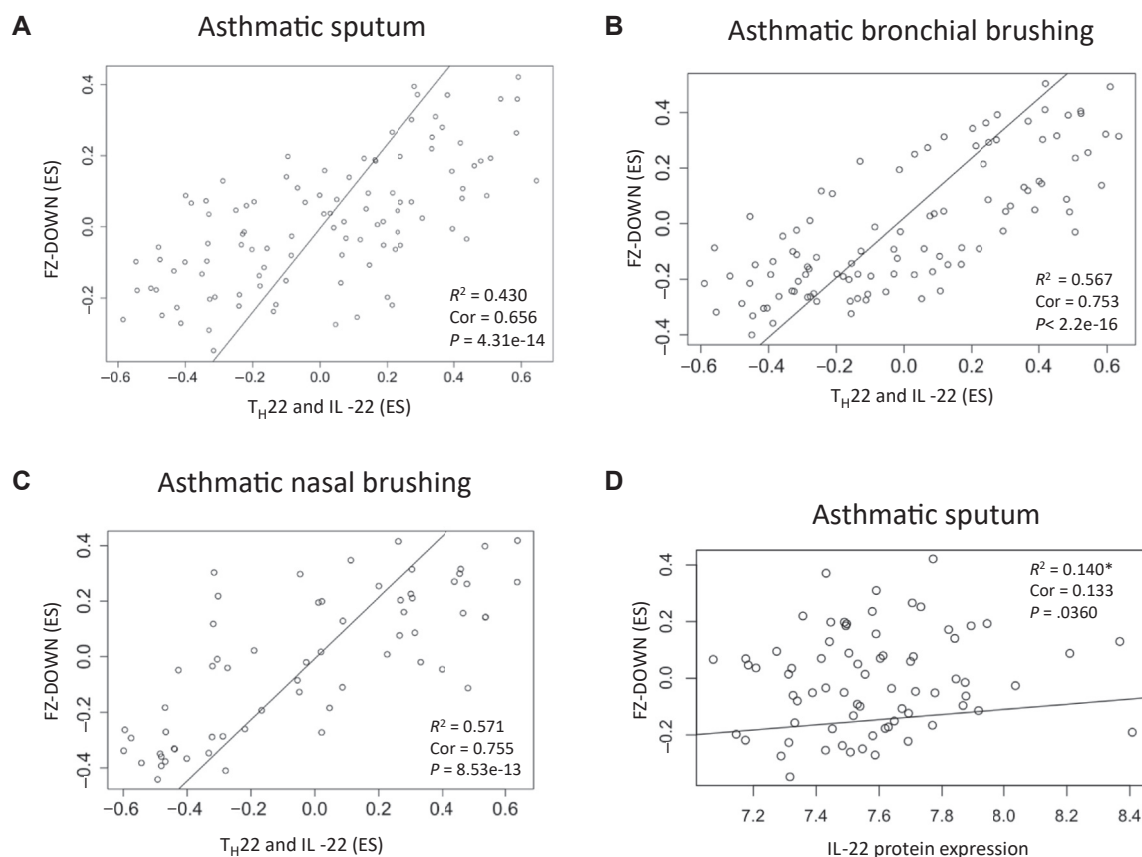 A
Asthmatic sputum
FZ-DOWN (ES)
0.4
0.2
0.0
−0.2
R² = 0.430
Cor = 0.656
P = 4.31e-14
−0.6 −0.4 −0.2 0.0 0.2 0.4 0.6
TH22 and IL -22 (ES)
B
Asthmatic bronchial brushing
FZ-DOWN (ES)
0.4
0.2
0.0
−0.2
−0.4
R² = 0.567
Cor = 0.753
P< 2.2e-16
−0.6 −0.4 −0.2 0.0 0.2 0.4 0.6
TH22 and IL -22 (ES)
C
Asthmatic nasal brushing
FZ-DOWN (ES)
0.4
0.2
0.0
−0.2
−0.4
R² = 0.571
Cor = 0.755
P = 8.53e-13
−0.6 −0.4 −0.2 0.0 0.2 0.4 0.6
TH22 and IL -22 (ES)
D
Asthmatic sputum
FZ-DOWN (ES)
0.4
0.2
0.0
−0.2
R² = 0.140*
Cor = 0.133
P = .0360
7.2 7.4 7.6 7.8 8.0 8.2 8.4
IL-22 protein expression